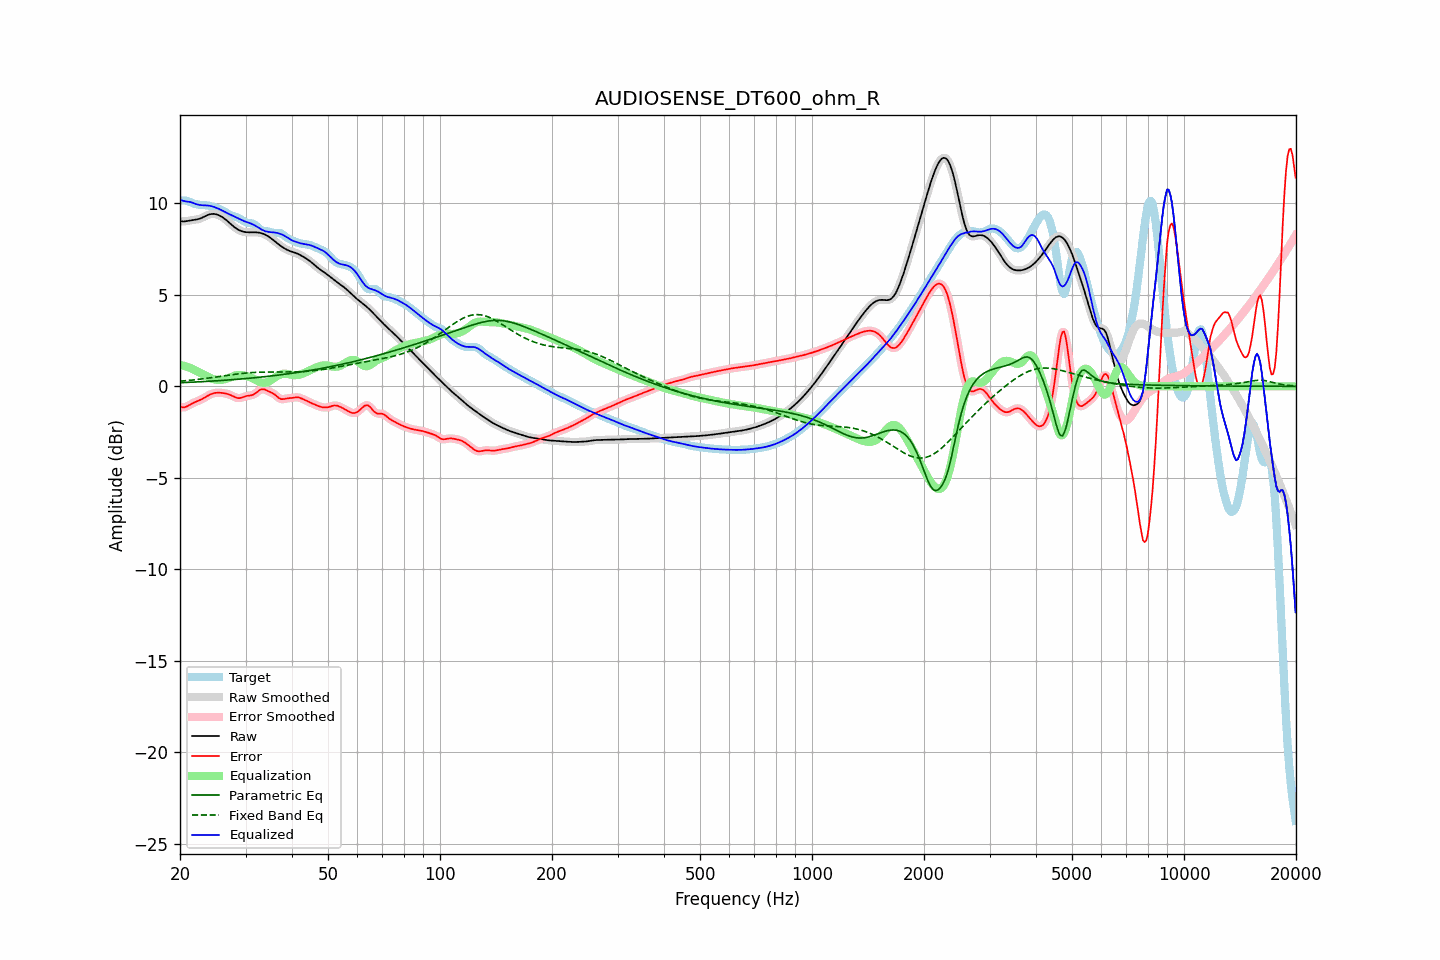 AUDIOSENSE_DT600_ohm_R
Amplitude (dBr)
10
5
0
−5
−10
−15
−20
−25
Target
Raw Smoothed
Error Smoothed
Raw
Error
Equalization
Parametric Eq
Fixed Band Eq
Equalized
20
50
100
200
500
1000
2000
5000
10000
20000
Frequency (Hz)